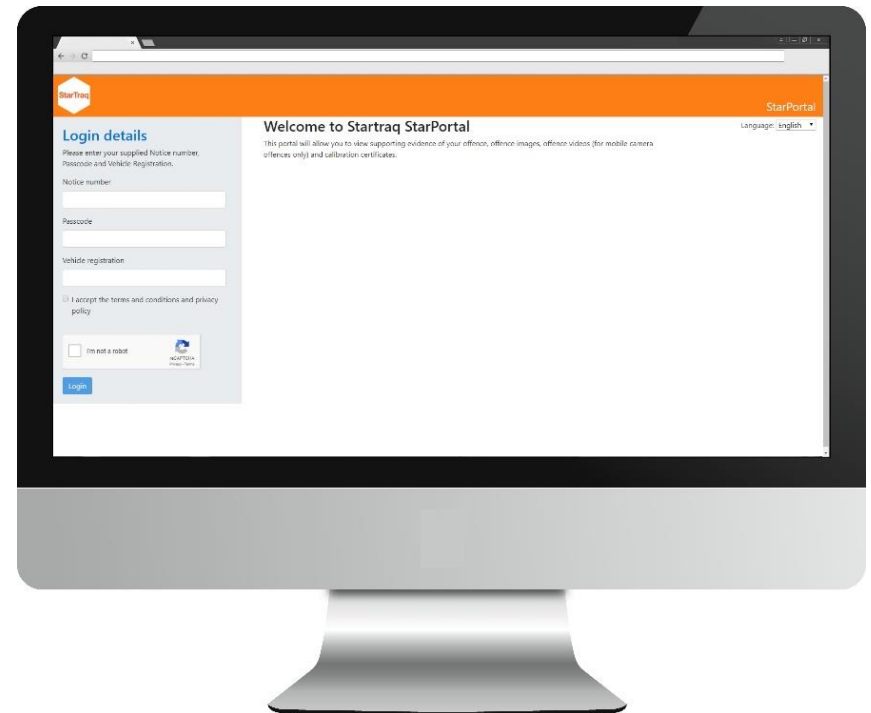 StarTraq
StarPortal
Login details
Please enter your supplied Notice number,
Passcode and Vehicle Registration.
Notice number
Passcode
Vehicle registration
I accept the terms and conditions and privacy
policy
I'm not a robot
reCAPTCHA
Privacy - Terms
Login
Welcome to Startraq StarPortal
Language: English
This portal will allow you to view supporting evidence of your offence, offence images, offence videos (for mobile camera
offences only) and calibration certificates.